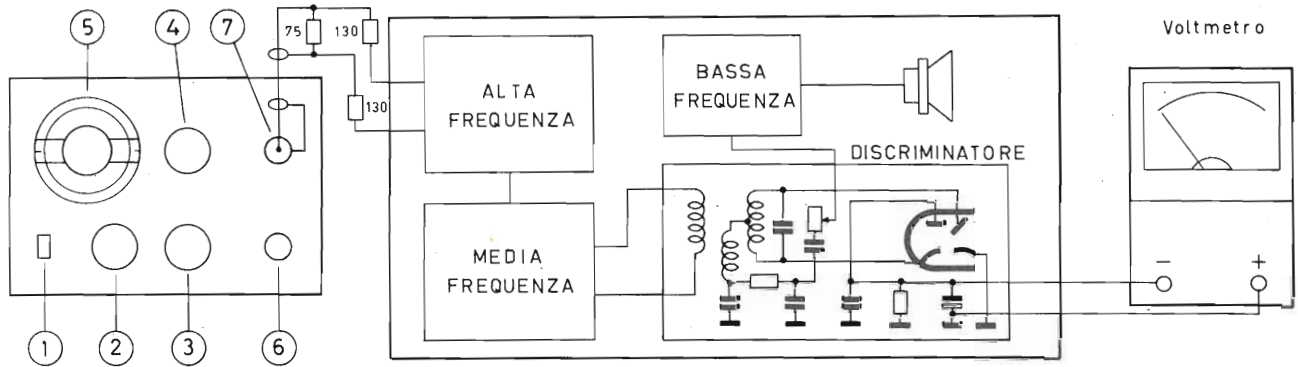 5
4
7
75
130
130
ALTA
FREQUENZA
BASSA
FREQUENZA
Voltmetro
DISCRIMINATORE
MEDIA
FREQUENZA
− +
1
2
3
6